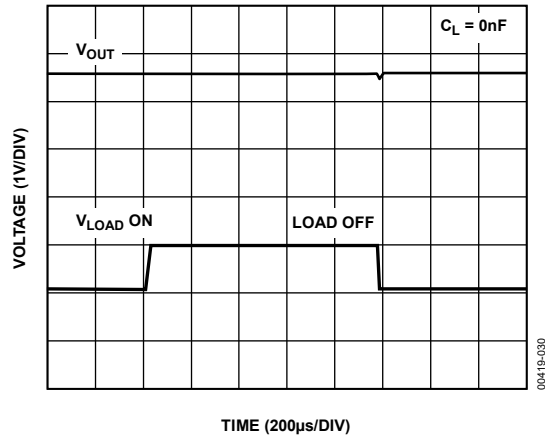 C_L = 0nF
V_OUT
VOLTAGE (1V/DIV)
V_LOAD ON
LOAD OFF
00419-030
TIME (200µs/DIV)